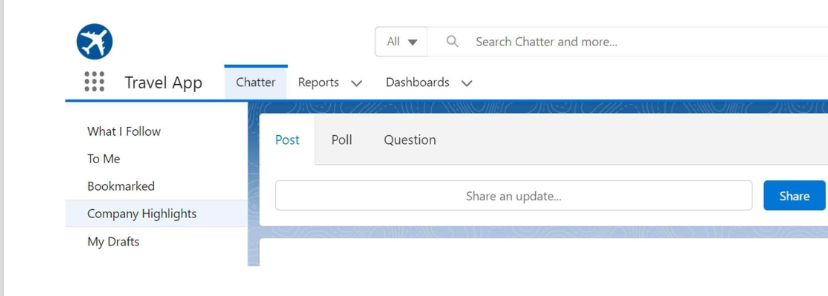 All
Search Chatter and more...
Travel App
Chatter
Reports
Dashboards
What I Follow
To Me
Bookmarked
Company Highlights
My Drafts
Post
Poll
Question
Share an update...
Share